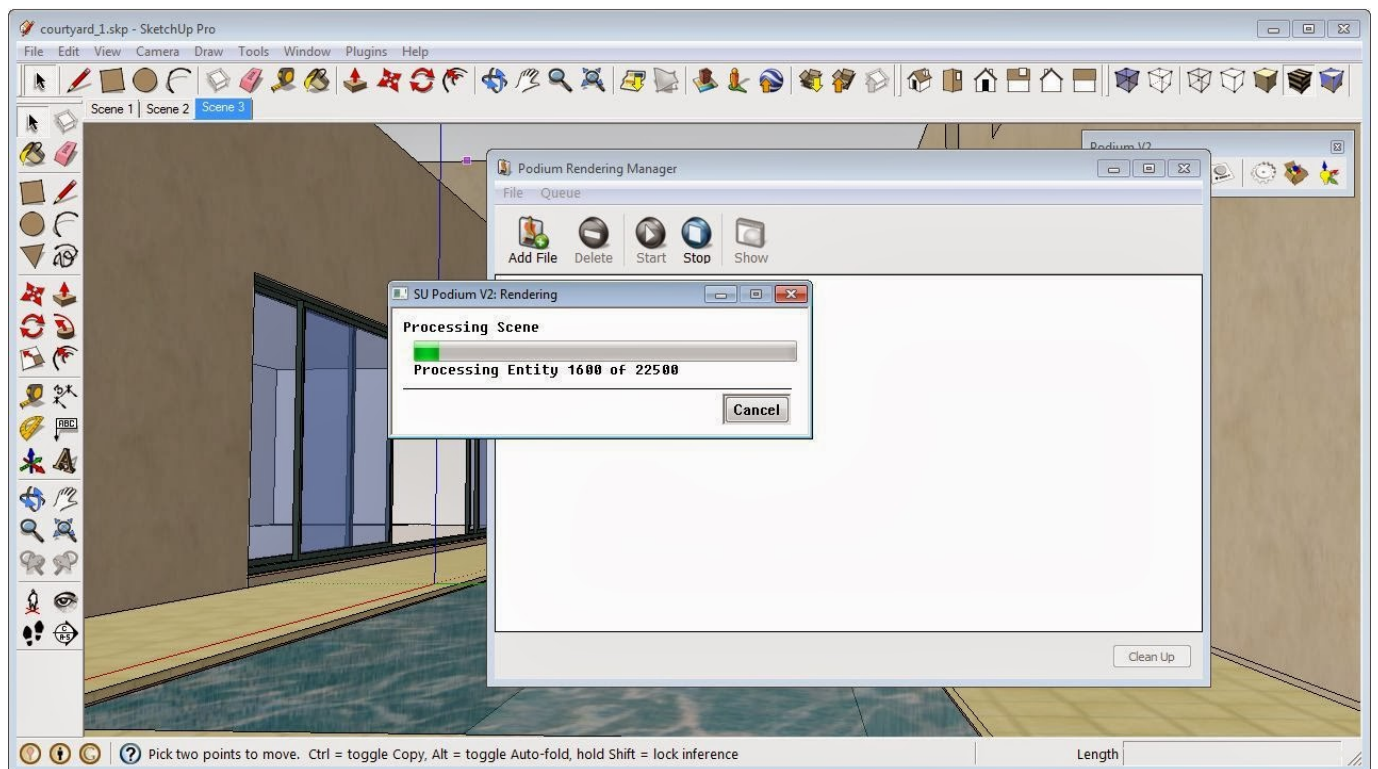 courtyard_1.skp - SketchUp Pro
File Edit View Camera Draw Tools Window Plugins Help
Scene 1 Scene 2 Scene 3
Podium V2
Podium Rendering Manager
File Queue
Add File Delete Start Stop Show
SU Podium V2: Rendering
Processing Scene
Processing Entity 1600 of 22500
Cancel
ABC
A
C
A-S
Clean Up
Pick two points to move. Ctrl = toggle Copy, Alt = toggle Auto-fold, hold Shift = lock inference
Length